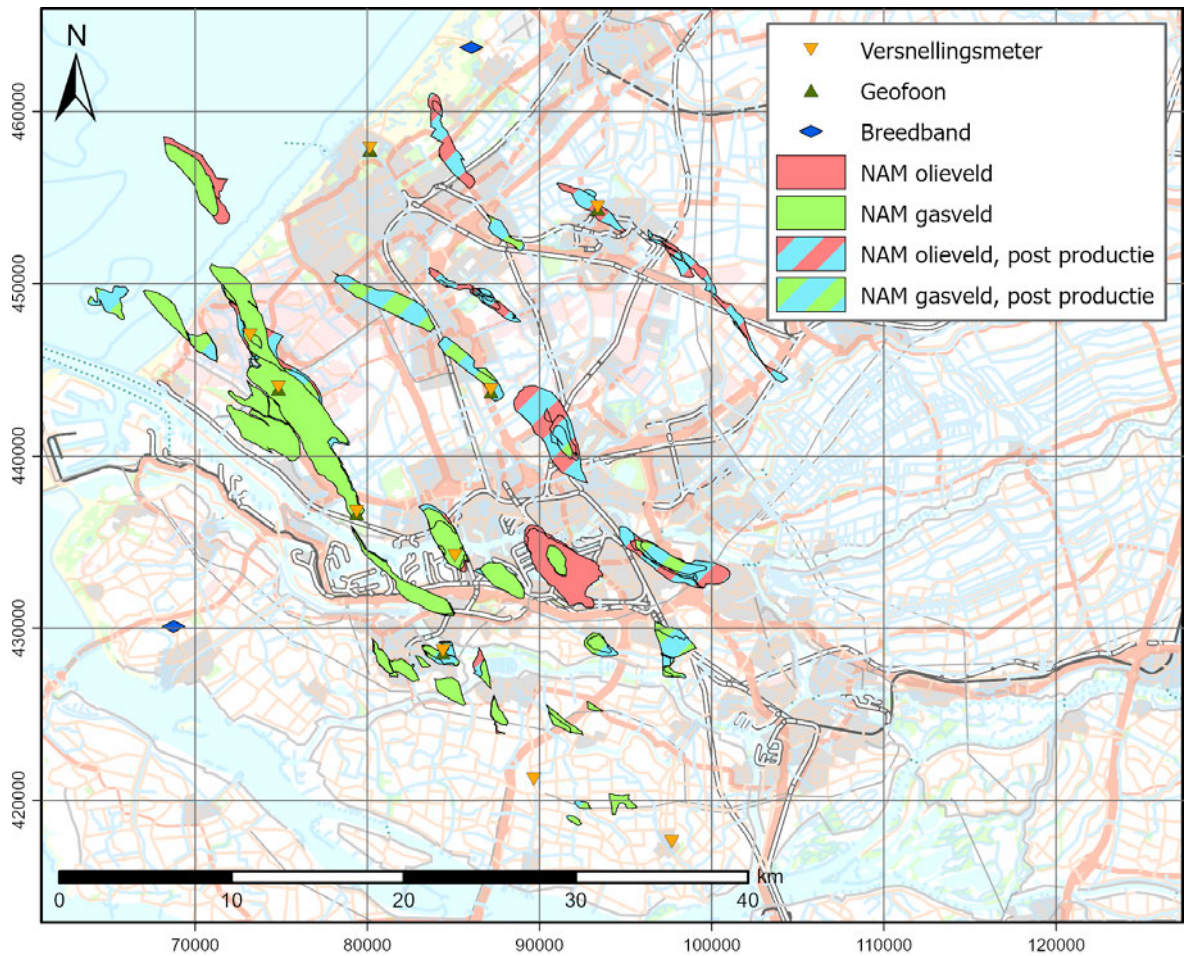 N
Versnellingsmeter
Geofoon
Breedband
NAM olieveld
NAM gasveld
NAM olieveld, post productie
NAM gasveld, post productie
460000
450000
440000
430000
420000
km
0 10 20 30 40
70000 80000 90000 100000 110000 120000